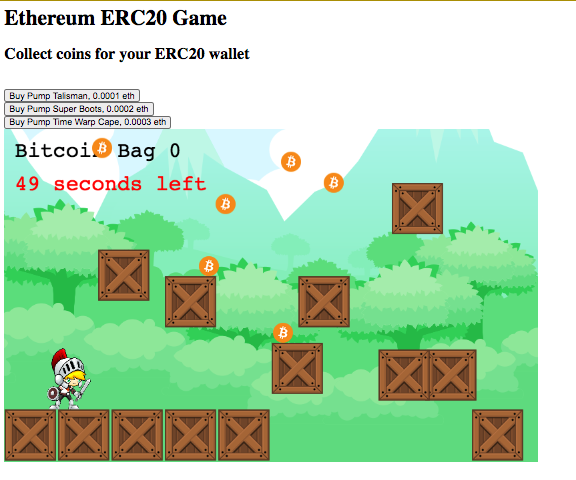 Ethereum ERC20 Game
Collect coins for your ERC20 wallet
Buy Pump Talisman, 0.0001 eth
Buy Pump Super Boots, 0.0002 eth
Buy Pump Time Warp Cape, 0.0003 eth
Bitcoin Bag 0
49 seconds left